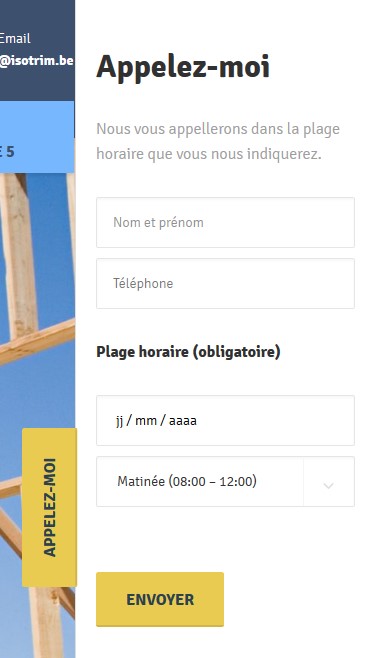 Email
@isotrim.be
E 5
APPELEZ-MOI
Appelez-moi
Nous vous appellerons dans la plage
horaire que vous nous indiquerez.
Nom et prénom
Téléphone
Plage horaire (obligatoire)
jj / mm / aaaa
Matinée (08:00 – 12:00)
ENVOYER